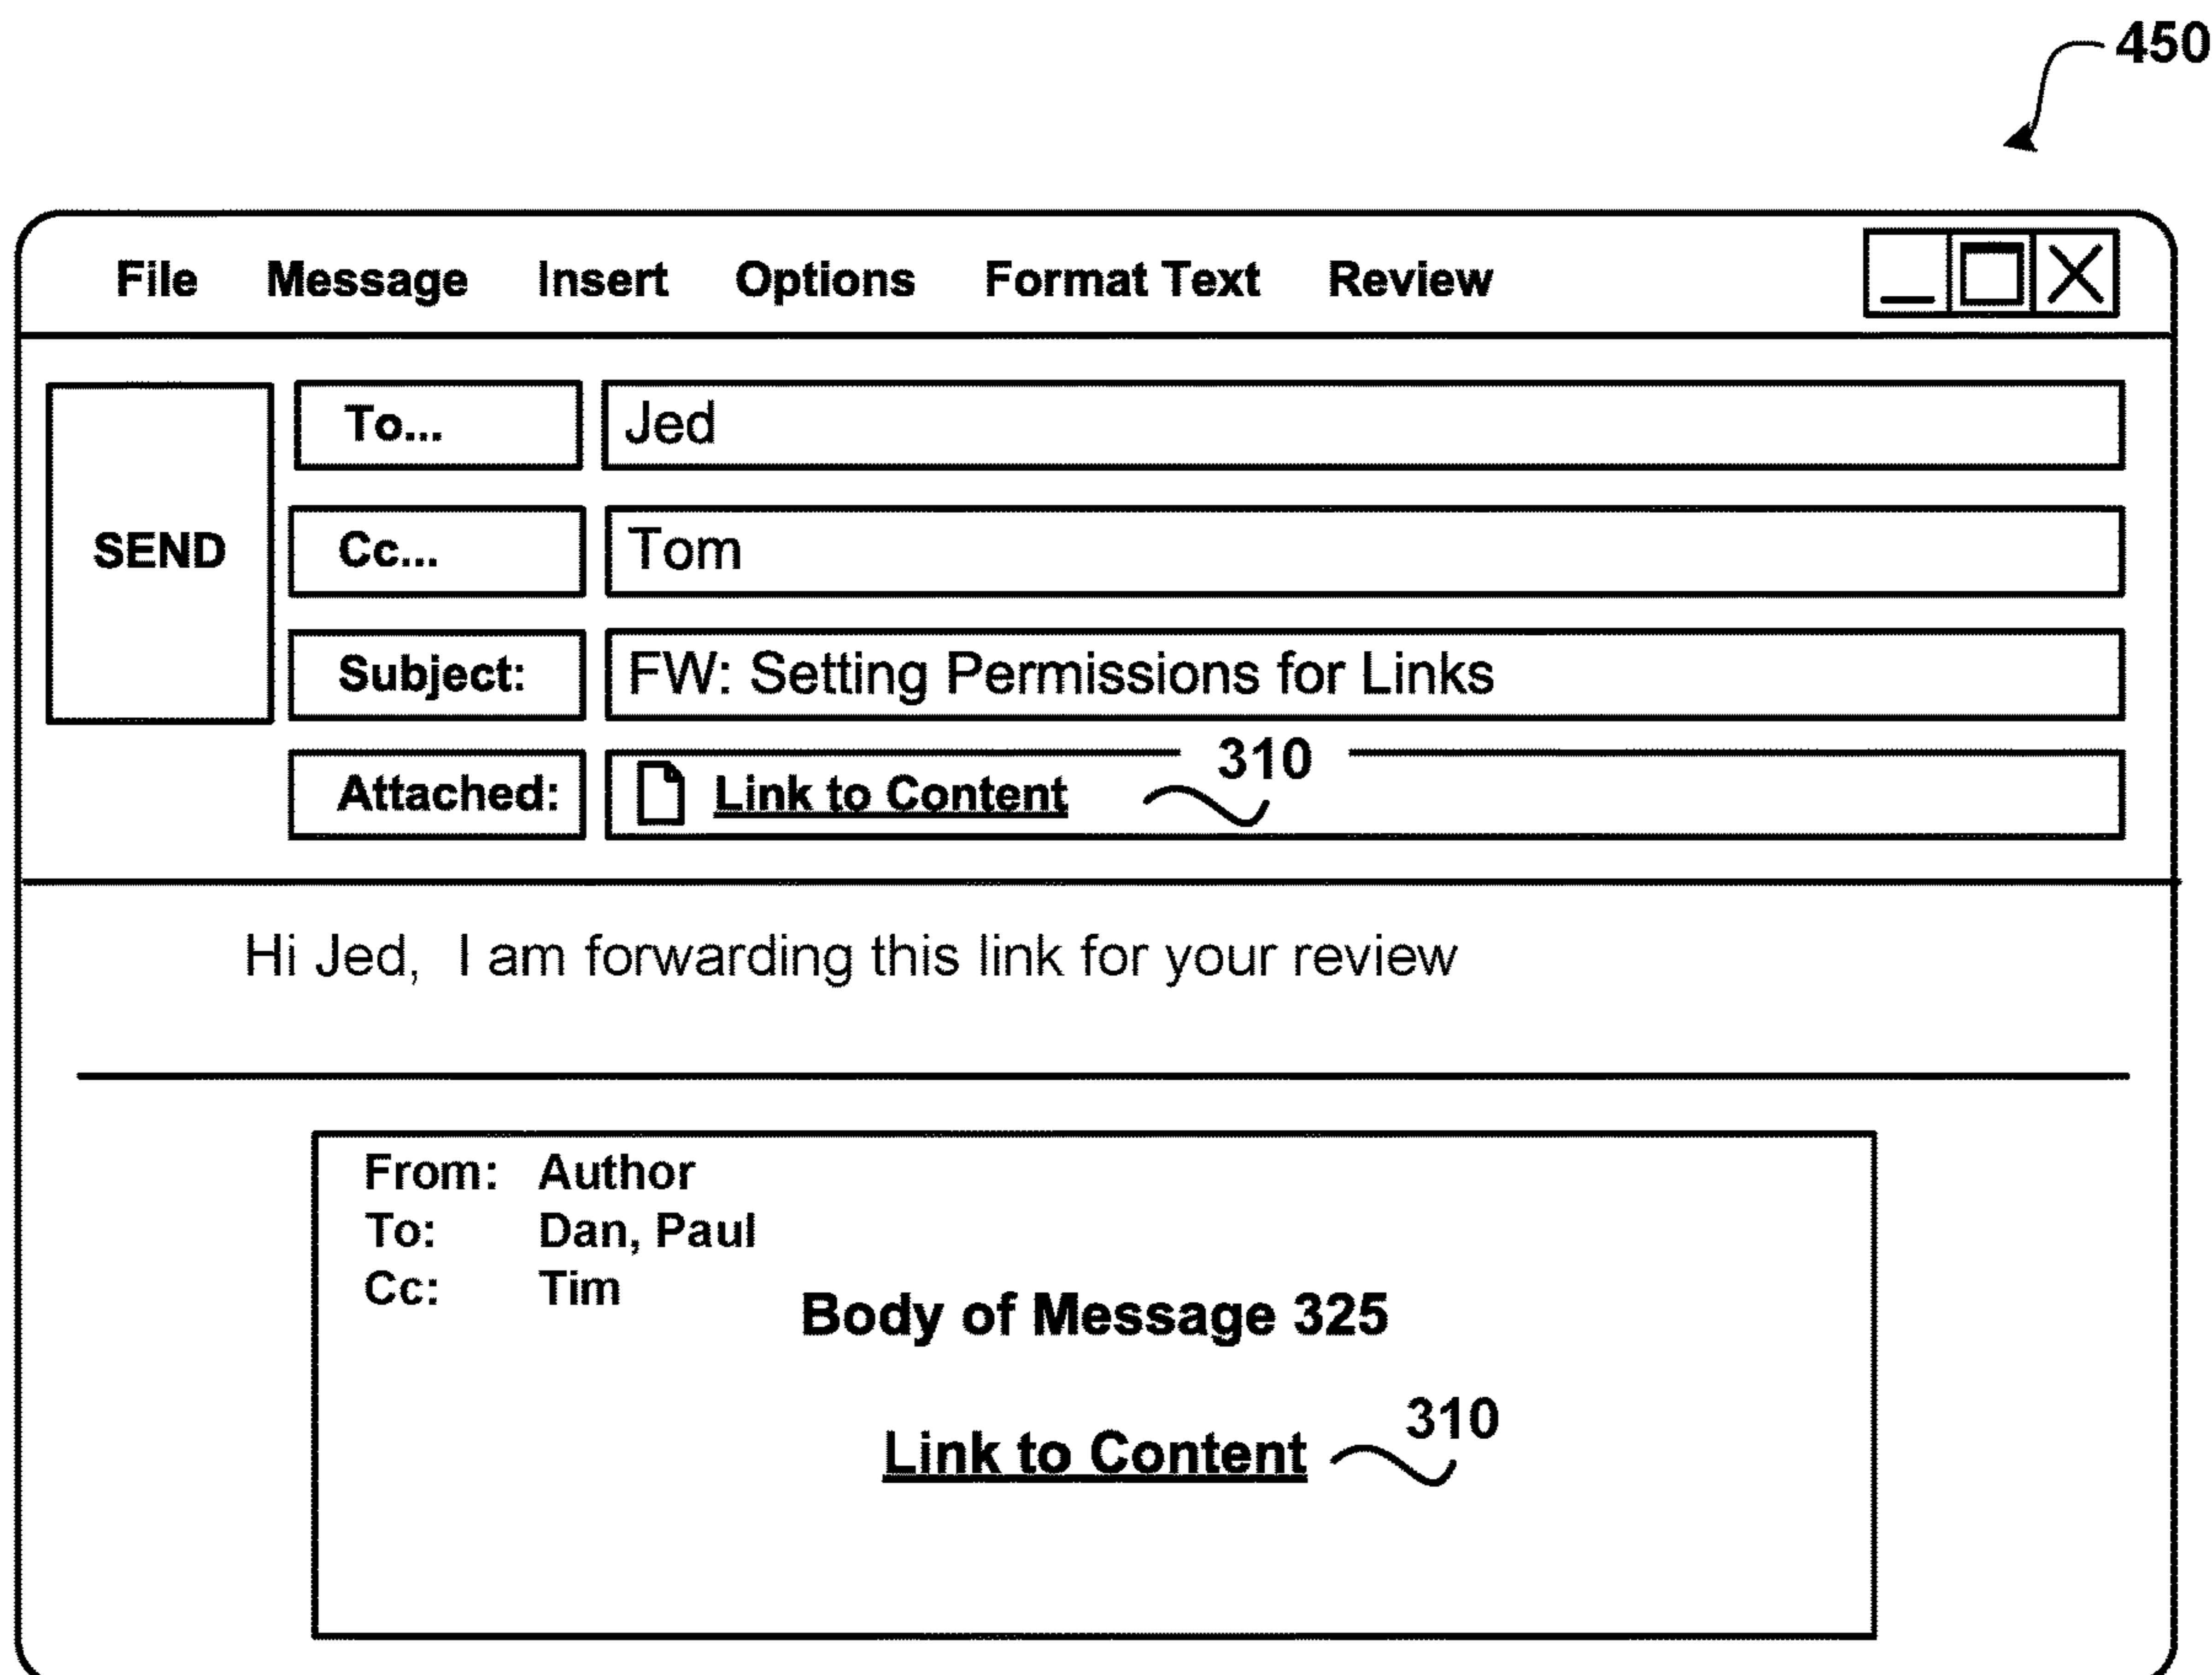 450
File Message Insert Options Format Text Review
To... Jed
SEND Cc... Tom
Subject: FW: Setting Permissions for Links
Attached: Link to Content 310
Hi Jed, I am forwarding this link for your review
From: Author
To: Dan, Paul
Cc: Tim
Body of Message 325
Link to Content 310